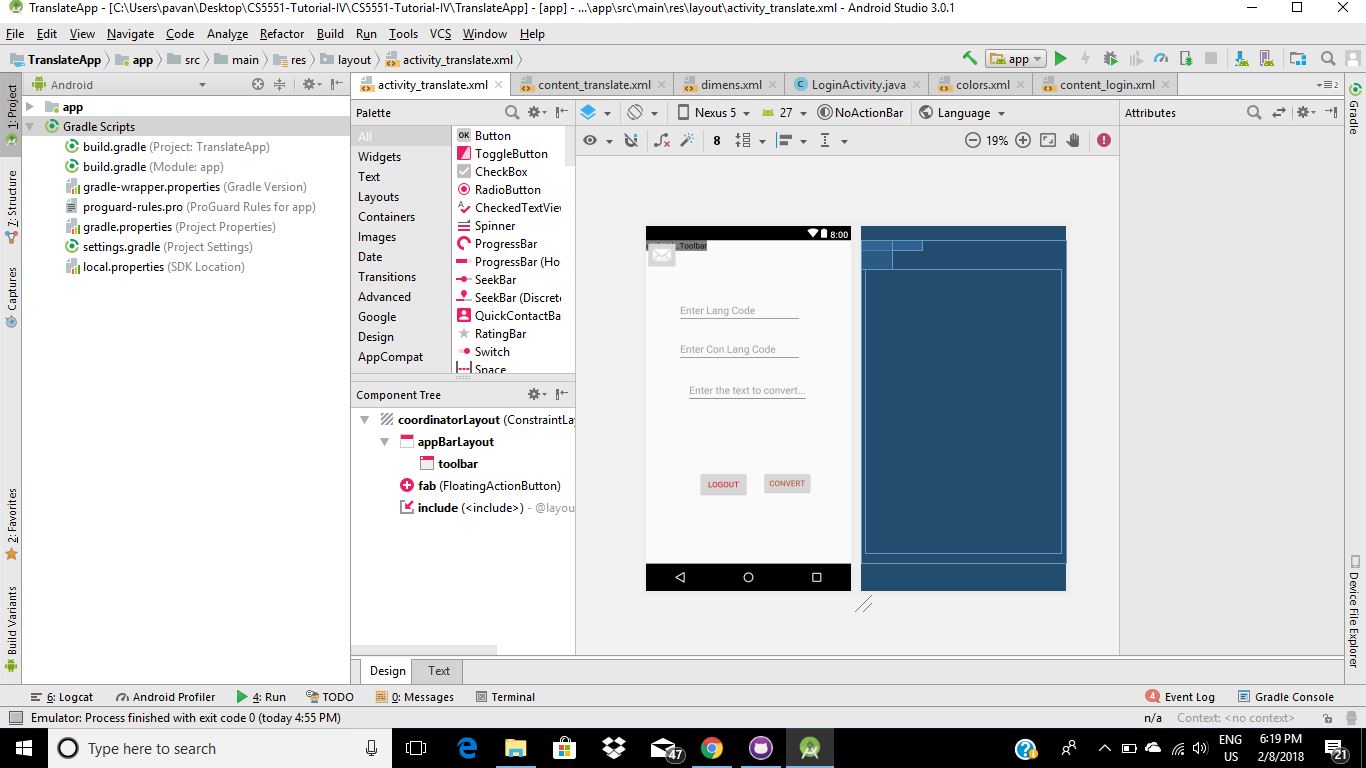 TranslateApp - [C:\Users\pavan\Desktop\CS5551-Tutorial-IV\CS5551-Tutorial-IV\TranslateApp] - [app] - ...\app\src\main\res\layout\activity_translate.xml - Android Studio 3.0.1
File Edit View Navigate Code Analyze Refactor Build Run Tools VCS Window Help
TranslateApp app src main res layout activity_translate.xml
app
Android
activity_translate.xml content_translate.xml dimens.xml LoginActivity.java colors.xml content_login.xml
2
1: Project
7: Structure
Captures
2: Favorites
Build Variants
app
Gradle Scripts
build.gradle (Project: TranslateApp)
build.gradle (Module: app)
gradle-wrapper.properties (Gradle Version)
proguard-rules.pro (ProGuard Rules for app)
gradle.properties (Project Properties)
settings.gradle (Project Settings)
local.properties (SDK Location)
Palette
All
Widgets
Text
Layouts
Containers
Images
Date
Transitions
Advanced
Google
Design
AppCompat
OK Button
ToggleButton
CheckBox
RadioButton
CheckedTextVie
Spinner
ProgressBar
ProgressBar (Ho
SeekBar
SeekBar (Discret
QuickContactBa
RatingBar
Switch
Space
Component Tree
coordinatorLayout (ConstraintLa
appBarLayout
toolbar
fab (FloatingActionButton)
include (<include>) - @layou
Nexus 5 27 NoActionBar Language
8
19%
Attributes
8:00
...Toolbar
Enter Lang Code
Enter Con Lang Code
Enter the text to convert...
LOGOUT CONVERT
Gradle
Device File Explorer
Design Text
6: Logcat Android Profiler 4: Run TODO 0: Messages Terminal
4 Event Log Gradle Console
Emulator: Process finished with exit code 0 (today 4:55 PM)
n/a Context: <no context>
Type here to search
47
ENG
US
6:19 PM
2/8/2018
21